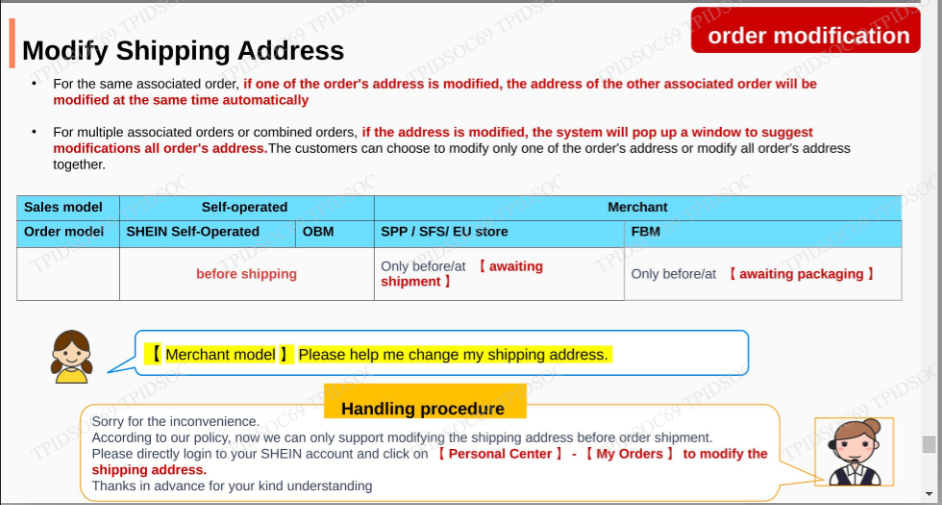 order modification
Modify Shipping Address
• For the same associated order, if one of the order's address is modified, the address of the other associated order will be
modified at the same time automatically
• For multiple associated orders or combined orders, if the address is modified, the system will pop up a window to suggest
modifications all order's address.The customers can choose to modify only one of the order's address or modify all order's address
together.
Sales model Self-operated Merchant
Order model SHEIN Self-Operated OBM SPP / SFS/ EU store FBM
before shipping Only before/at 【 awaiting
shipment 】 Only before/at 【 awaiting packaging 】
【 Merchant model 】 Please help me change my shipping address.
Handling procedure
Sorry for the inconvenience.
According to our policy, now we can only support modifying the shipping address before order shipment.
Please directly login to your SHEIN account and click on 【 Personal Center 】 - 【 My Orders 】 to modify the
shipping address.
Thanks in advance for your kind understanding
TPIDSOC69 TPIDSOC